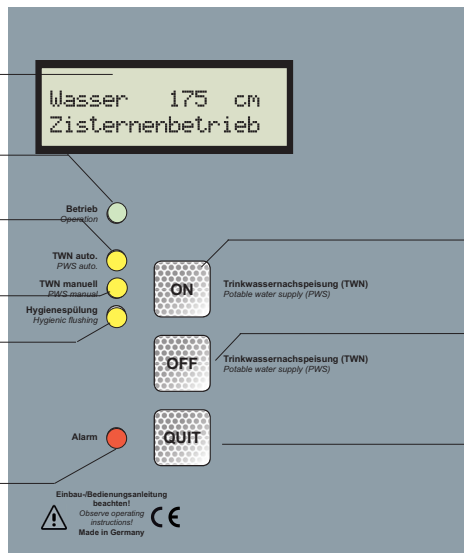 Wasser 175 cm
Zisternenbetrieb
Betrieb
Operation
TWN auto.
PWS auto.
TWN manuell
PWS manual
Hygienespülung
Hygienic flushing
ON
Trinkwassernachspeisung (TWN)
Potable water supply (PWS)
OFF
Trinkwassernachspeisung (TWN)
Potable water supply (PWS)
Alarm
QUIT
Einbau-/Bedienungsanleitung
beachten!
Observe operating
instructions!
Made in Germany
CE